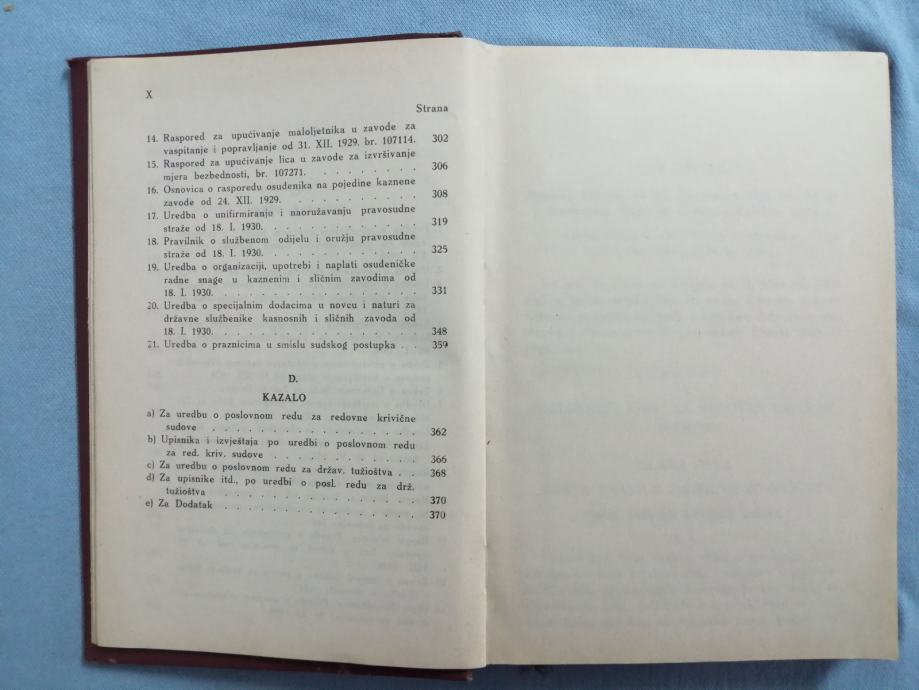 X
Strana
14. Raspored za upućivanje maloljetnika u zavode za
vaspitanje i popravljanje od 31. XII. 1929. br. 107114. 302
15. Raspored za upućivanje lica u zavode za izvršivanje
mjera bezbednosti, br. 107271. . . . . . . . . 306
16. Osnovica o rasporedu osuđenika na pojedine kaznene
zavode od 24. XII. 1929. . . . . . . . . . . 308
17. Uredba o unifirmiranju i naoružavanju pravosudne
straže od 18. I. 1930. . . . . . . . . . . . 319
18. Pravilnik o službenom odijelu i oružju pravosudne
straže od 18. I. 1930. . . . . . . . . . . . 325
19. Uredba o organizaciji, upotrebi i naplati osuđeničke
radne snage u kaznenim i sličnim zavodima od
18. I. 1930. . . . . . . . . . . . . . . . 331
20. Uredba o specijalnim dodacima u novcu i naturi za
državne službenike kasnosnih i sličnih zavoda od
18. I. 1930. . . . . . . . . . . . . . . . 348
21. Uredba o praznicima u smislu sudskog postupka . . 359
D.
KAZALO
a) Za uredbu o poslovnom redu za redovne krivične
sudove . . . . . . . . . . . . . . . . 362
b) Upisnika i izvještaja po uredbi o poslovnom redu
za red. kriv. sudove . . . . . . . . . . . . 366
c) Za uredbu o poslovnom redu za držav. tužioštva . . 368
d) Za upisnike itd., po uredbi o posl. redu za drž.
tužioštva . . . . . . . . . . . . . . . 370
e) Za Dodatak . . . . . . . . . . . . . . 370